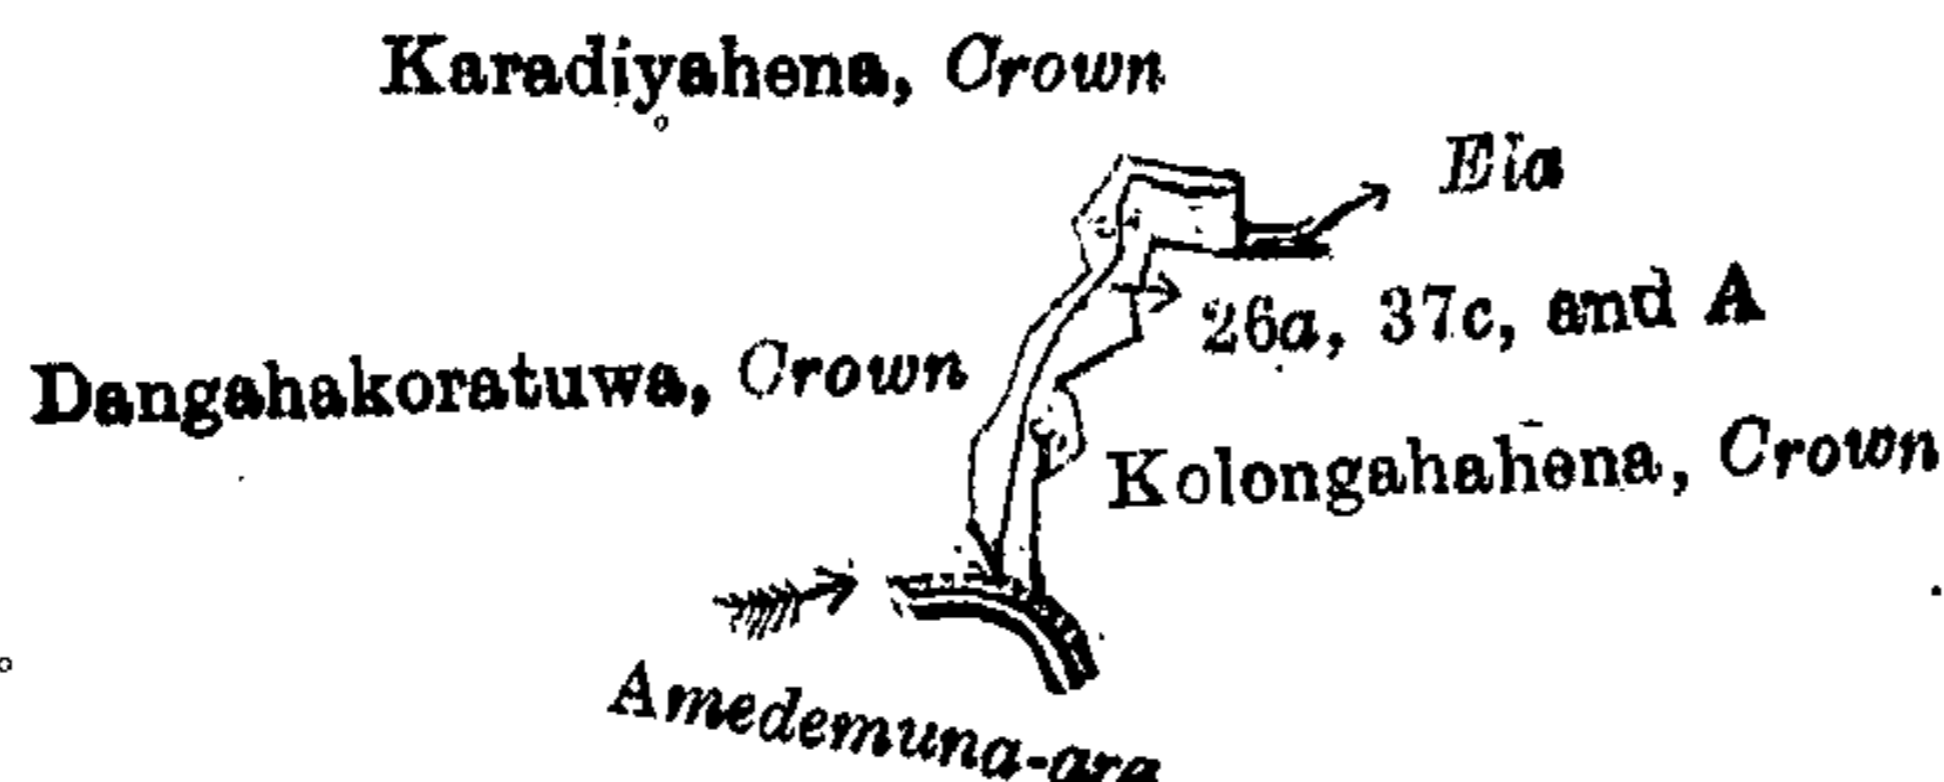 Karadiyahena, Crown
Ela
26a, 37c, and A
Dangahakoratuwa, Crown
Kolongahahena, Crown
Amedemuna-ara